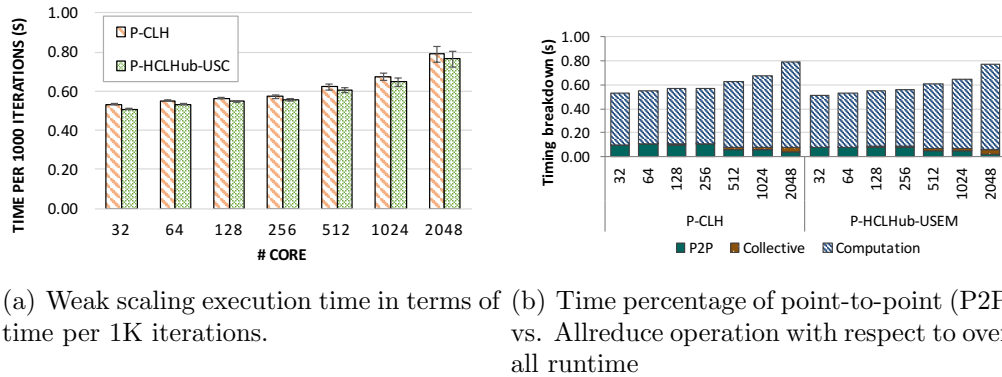 TIME PER 1000 ITERATIONS (S)
1.00
0.80
0.60
0.40
0.20
0.00
P-CLH
P-HCLHub-USC
32 64 128 256 512 1024 2048
# CORE
Timing breakdown (s)
1.00
0.80
0.60
0.40
0.20
0.00
32 64 128 256 512 1024 2048 32 64 128 256 512 1024 2048
P-CLH P-HCLHub-USEM
P2P Collective Computation
(a) Weak scaling execution time in terms of
time per 1K iterations.
(b) Time percentage of point-to-point (P2P
vs. Allreduce operation with respect to over
all runtime